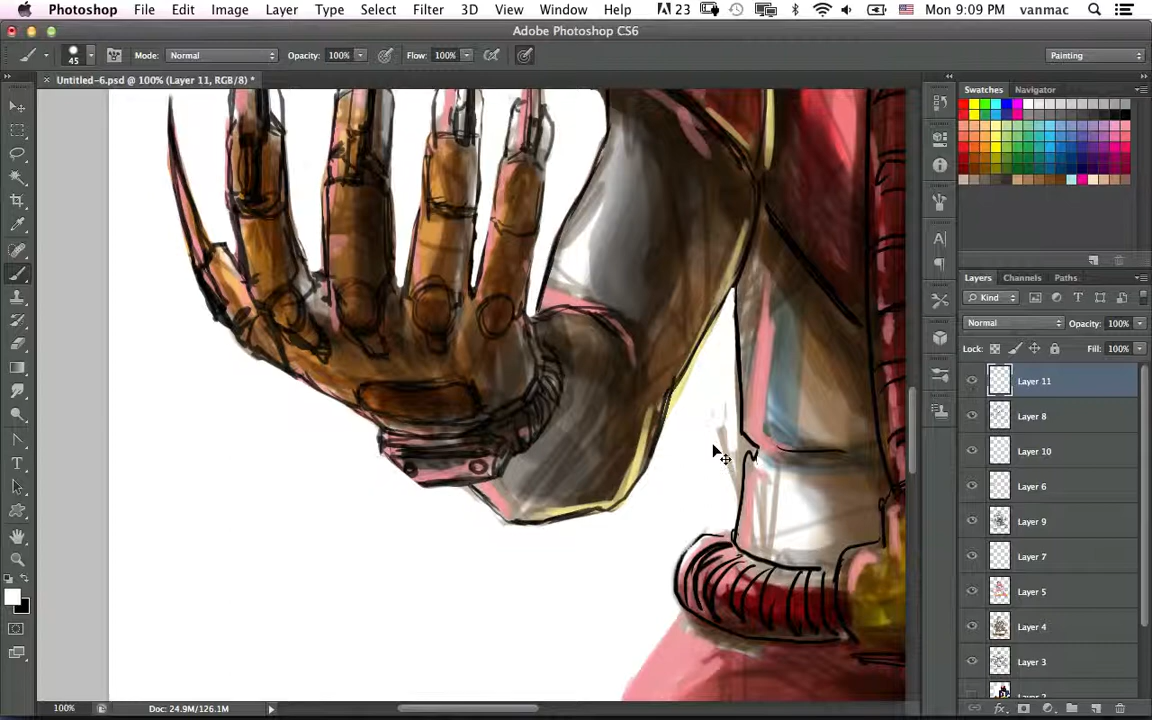 Photoshop File Edit Image Layer Type Select Filter 3D View Window Help 23 Mon 9:09 PM vanmac
Adobe Photoshop CS6
45 Mode: Normal Opacity: 100% Flow: 100% Painting
Untitled-6.psd @ 100% (Layer 11, RGB/8) *
Swatches Navigator
Layers Channels Paths
Kind
Normal Opacity: 100%
Lock: Fill: 100%
Layer 11
Layer 8
Layer 10
Layer 6
Layer 9
Layer 7
Layer 5
Layer 4
Layer 3
100% Doc: 24.9M/126.1M